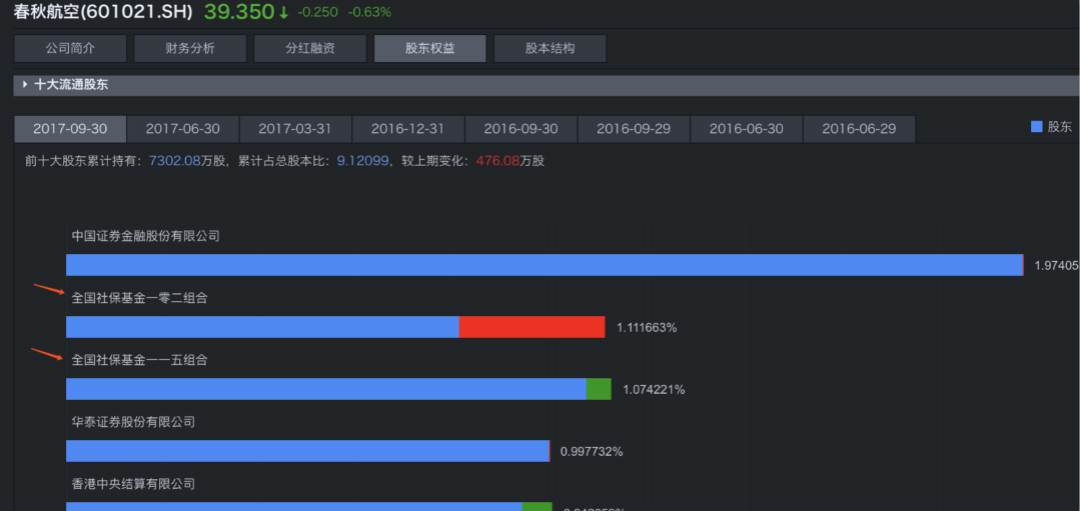 春秋航空(601021.SH) 39.350↓ -0.250 -0.63%
公司简介 财务分析 分红融资 股东权益 股本结构
十大流通股东
2017-09-30 2017-06-30 2017-03-31 2016-12-31 2016-09-30 2016-09-29 2016-06-30 2016-06-29 股东
前十大股东累计持有：7302.08万股，累计占总股本比：9.12099，较上期变化：476.08万股
中国证券金融股份有限公司
1.97405
全国社保基金一零二组合
1.111663%
全国社保基金一一五组合
1.074221%
华泰证券股份有限公司
0.997732%
香港中央结算有限公司